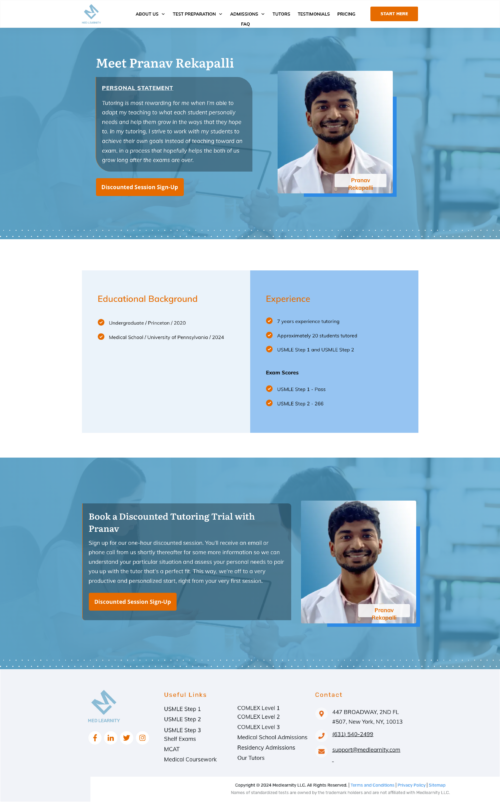 ABOUT US
TEST PREPARATION
ADMISSIONS
TUTORS
TESTIMONIALS
PRICING
FAQ
START HERE
MED LEARNITY
Meet Pranav Rekapalli
PERSONAL STATEMENT
Tutoring is most rewarding for me when I'm able to
adapt my teaching to what each student personally
needs and help them grow in the ways that they hope
to. In my tutoring, I strive to work with my students to
achieve their own goals instead of teaching toward an
exam, in a process that hopefully helps the both of us
grow long after the exams are over.
Discounted Session Sign-Up
Pranav
Rekapalli
Educational Background
Undergraduate / Princeton / 2020
Medical School / University of Pennsylvania / 2024
Experience
7 years experience tutoring
Approximately 20 students tutored
USMLE Step 1 and USMLE Step 2
Exam Scores
USMLE Step 1 - Pass
USMLE Step 2 - 266
Book a Discounted Tutoring Trial with
Pranav
Sign up for our one-hour discounted session. You'll receive an email or
phone call from us shortly thereafter for some more information so we can
understand your particular situation and assess your personal needs to pair
you up with the tutor that's a perfect fit. This way, we're off to a very
productive and personalized start, right from your very first session.
Discounted Session Sign-Up
Pranav
Rekapalli
MED LEARNITY
Useful Links
USMLE Step 1
USMLE Step 2
USMLE Step 3
Shelf Exams
MCAT
Medical Coursework
COMLEX Level 1
COMLEX Level 2
COMLEX Level 3
Medical School Admissions
Residency Admissions
Our Tutors
Contact
447 BROADWAY, 2ND FL
#507, New York, NY, 10013
(631) 540-2499
support@medlearnity.com
Copyright © 2024 Medlearnity LLC. All Rights Reserved. | Terms and Conditions | Privacy Policy | Sitemap
Names of standardized tests are owned by the trademark holders and are not affiliated with Medlearnity LLC.